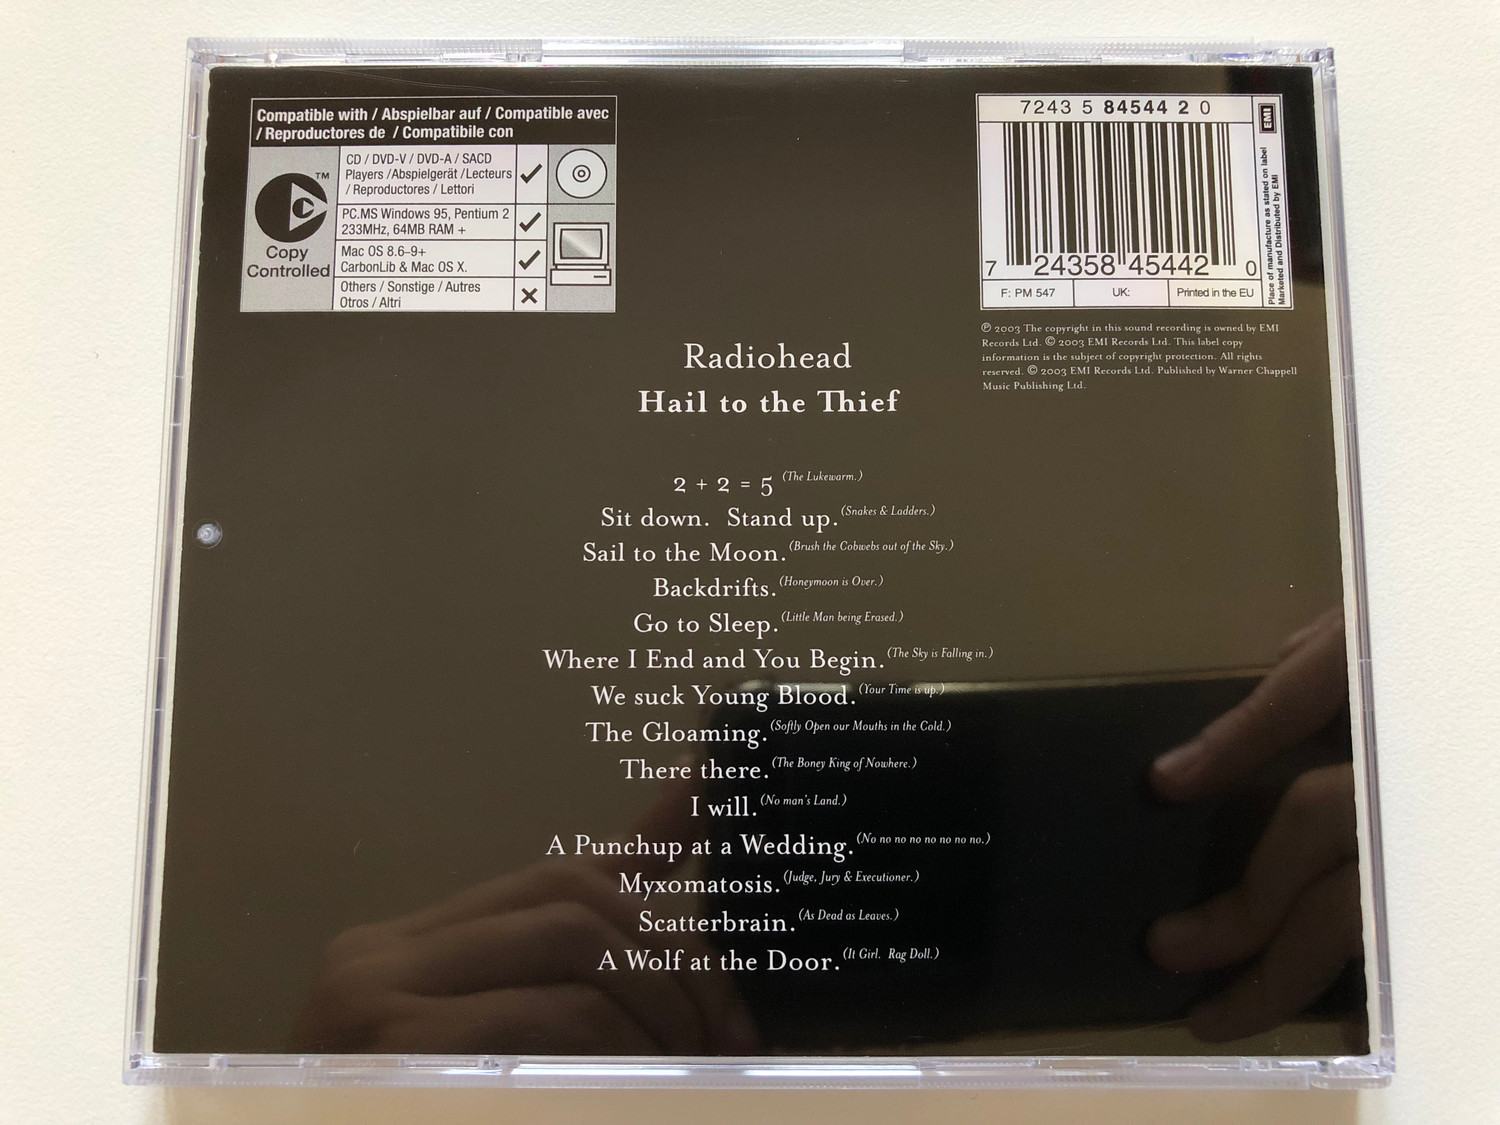 Compatible with / Abspielbar auf / Compatible avec
/ Reproductores de / Compatibile con
CD / DVD-V / DVD-A / SACD
Players /Abspielgerät /Lecteurs
/ Reproductores / Lettori
PC.MS Windows 95, Pentium 2
233MHz, 64MB RAM +
Mac OS 8.6–9+
CarbonLib & Mac OS X.
Others / Sonstige / Autres
Otros / Altri
TM
Copy
Controlled
7243 5 84544 2 0
EMI
7 24358 45442 0
F: PM 547
UK:
Printed in the EU
Place of manufacture as stated on label
Marketed and Distributed by EMI
℗ 2003 The copyright in this sound recording is owned by EMI
Records Ltd. © 2003 EMI Records Ltd. This label copy
information is the subject of copyright protection. All rights
reserved. © 2003 EMI Records Ltd. Published by Warner Chappell
Music Publishing Ltd.
Radiohead
Hail to the Thief
2 + 2 = 5 (The Lukewarm.)
Sit down. Stand up. (Snakes & Ladders.)
Sail to the Moon. (Brush the Cobwebs out of the Sky.)
Backdrifts. (Honeymoon is Over.)
Go to Sleep. (Little Man being Erased.)
Where I End and You Begin. (The Sky is Falling in.)
We suck Young Blood. (Your Time is up.)
The Gloaming. (Softly Open our Mouths in the Cold.)
There there. (The Boney King of Nowhere.)
I will. (No man's Land.)
A Punchup at a Wedding. (No no no no no no no no.)
Myxomatosis. (Judge, Jury & Executioner.)
Scatterbrain. (As Dead as Leaves.)
A Wolf at the Door. (It Girl. Rag Doll.)